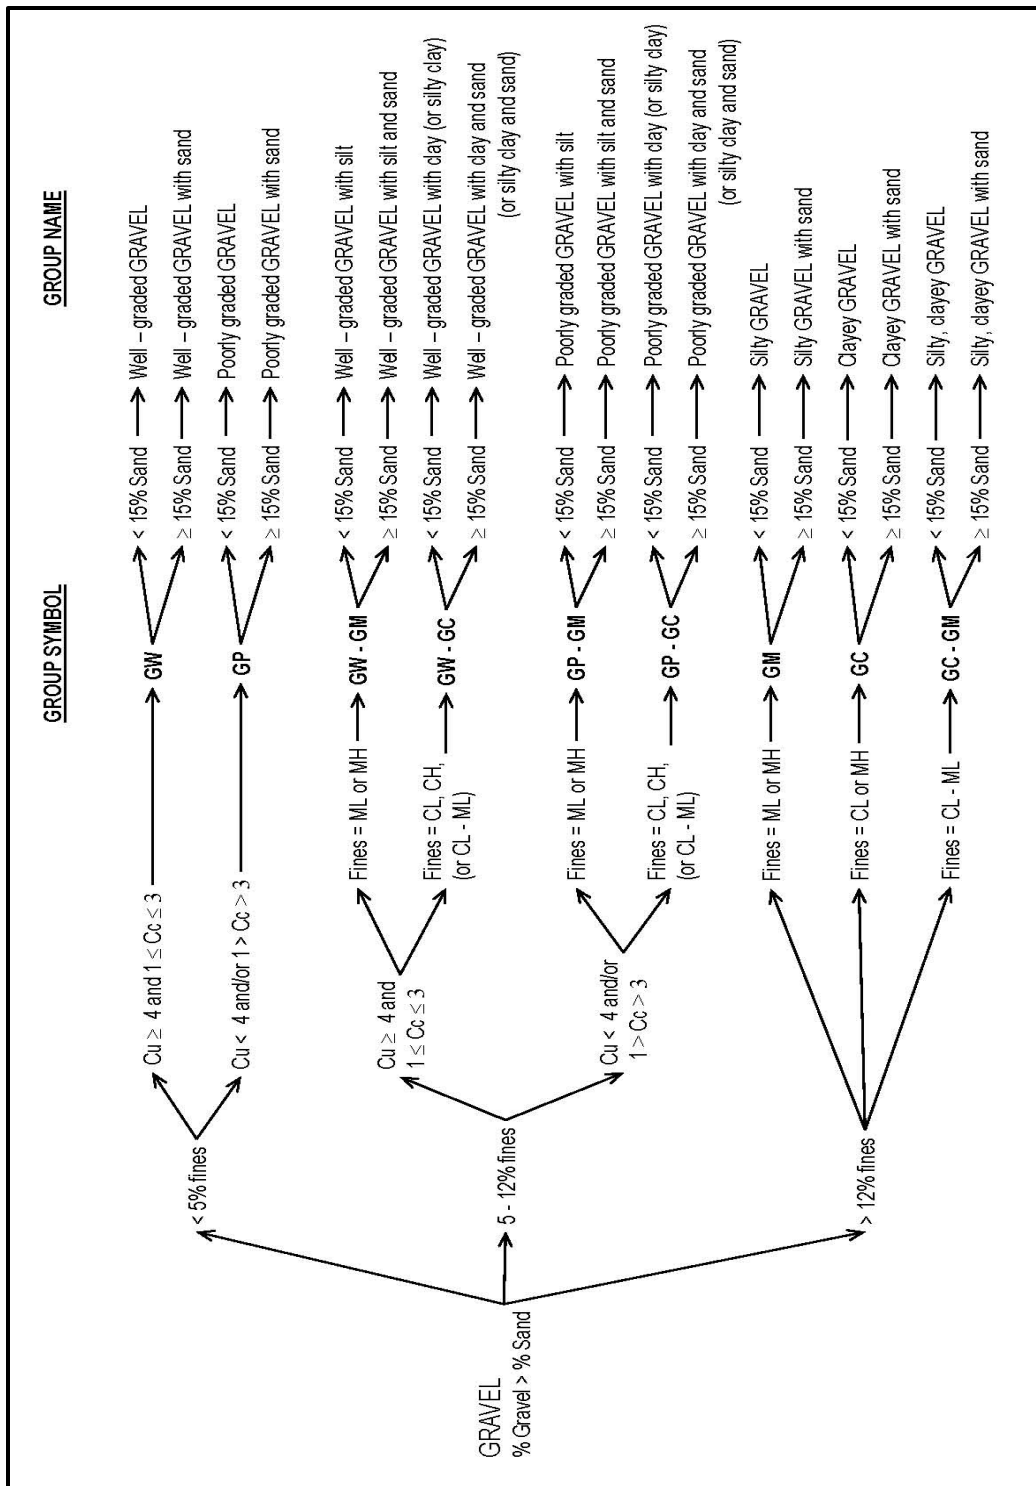 GROUP SYMBOL
GROUP NAME
GRAVEL
% Gravel > % Sand
< 5% fines
Cu ≥ 4 and 1 ≤ Cc ≤ 3
GW
< 15% Sand
Well – graded GRAVEL
≥ 15% Sand
Well – graded GRAVEL with sand
Cu < 4 and/or 1 > Cc > 3
GP
< 15% Sand
Poorly graded GRAVEL
≥ 15% Sand
Poorly graded GRAVEL with sand
5 - 12% fines
Cu ≥ 4 and
1 ≤ Cc ≤ 3
Fines = ML or MH
GW - GM
< 15% Sand
Well – graded GRAVEL with silt
≥ 15% Sand
Well – graded GRAVEL with silt and sand
Fines = CL, CH,
(or CL - ML)
GW - GC
< 15% Sand
Well – graded GRAVEL with clay (or silty clay)
≥ 15% Sand
Well – graded GRAVEL with clay and sand
(or silty clay and sand)
Cu < 4 and/or
1 > Cc > 3
Fines = ML or MH
GP - GM
< 15% Sand
Poorly graded GRAVEL with silt
≥ 15% Sand
Poorly graded GRAVEL with silt and sand
Fines = CL, CH,
(or CL - ML)
GP - GC
< 15% Sand
Poorly graded GRAVEL with clay (or silty clay)
≥ 15% Sand
Poorly graded GRAVEL with clay and sand
(or silty clay and sand)
> 12% fines
Fines = ML or MH
GM
< 15% Sand
Silty GRAVEL
≥ 15% Sand
Silty GRAVEL with sand
Fines = CL or MH
GC
< 15% Sand
Clayey GRAVEL
≥ 15% Sand
Clayey GRAVEL with sand
Fines = CL - ML
GC - GM
< 15% Sand
Silty, clayey GRAVEL
≥ 15% Sand
Silty, clayey GRAVEL with sand